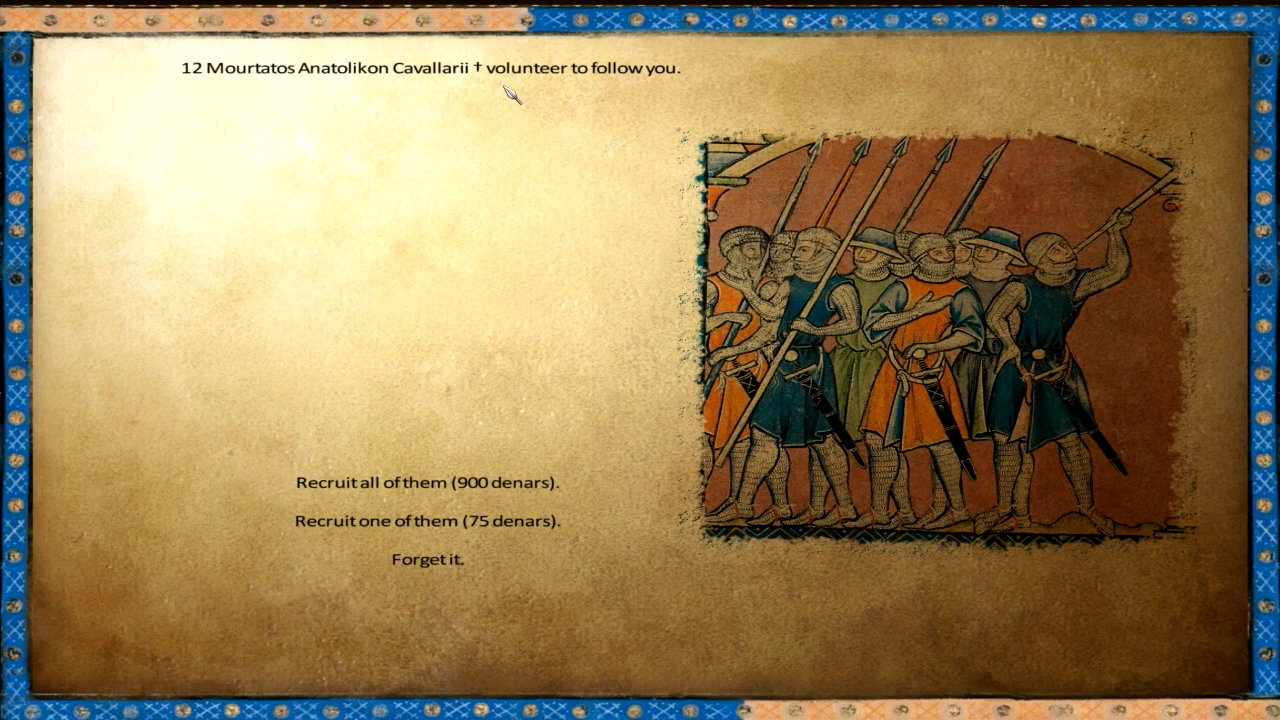 12 Mourtatos Anatolikon Cavallarii † volunteer to follow you.
Recruit all of them (900 denars).
Recruit one of them (75 denars).
Forget it.